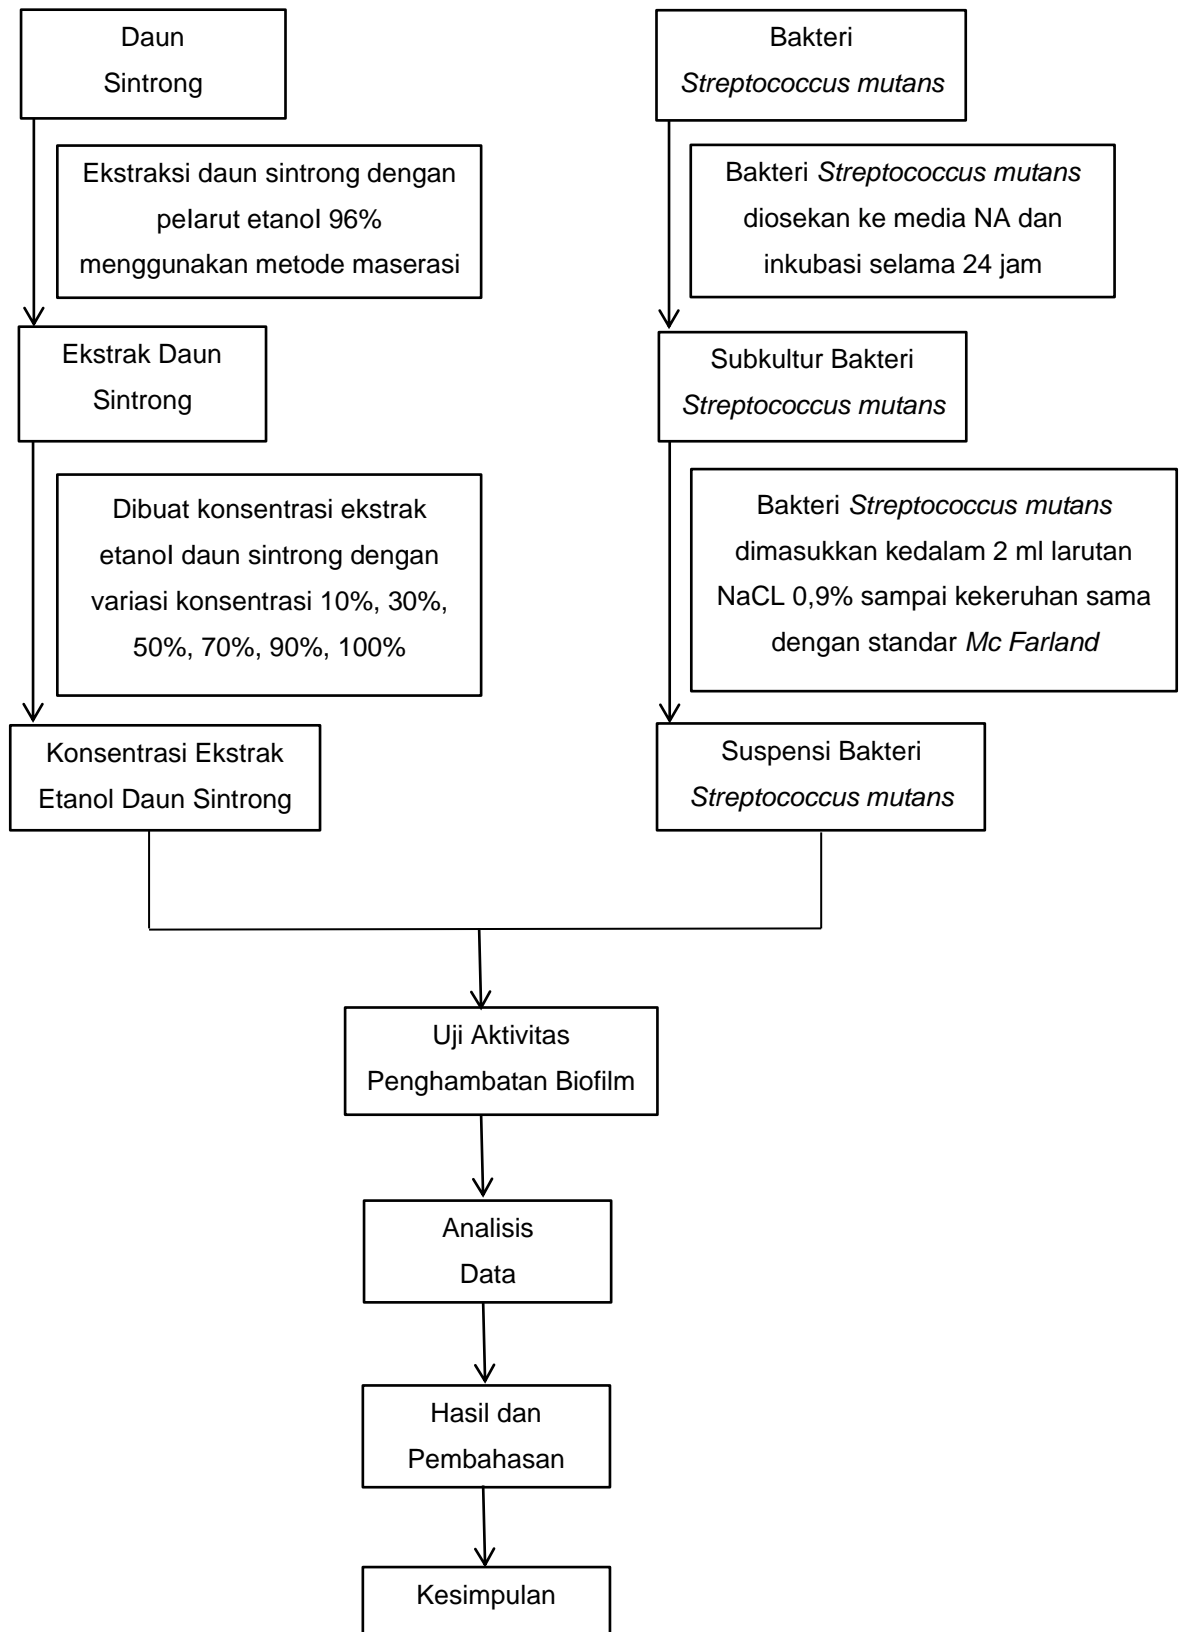 Daun
Sintrong
Ekstraksi daun sintrong dengan
pelarut etanol 96%
menggunakan metode maserasi
Ekstrak Daun
Sintrong
Dibuat konsentrasi ekstrak
etanol daun sintrong dengan
variasi konsentrasi 10%, 30%,
50%, 70%, 90%, 100%
Konsentrasi Ekstrak
Etanol Daun Sintrong
Bakteri
Streptococcus mutans
Bakteri Streptococcus mutans
diosekan ke media NA dan
inkubasi selama 24 jam
Subkultur Bakteri
Streptococcus mutans
Bakteri Streptococcus mutans
dimasukkan kedalam 2 ml larutan
NaCL 0,9% sampai kekeruhan sama
dengan standar Mc Farland
Suspensi Bakteri
Streptococcus mutans
Uji Aktivitas
Penghambatan Biofilm
Analisis
Data
Hasil dan
Pembahasan
Kesimpulan